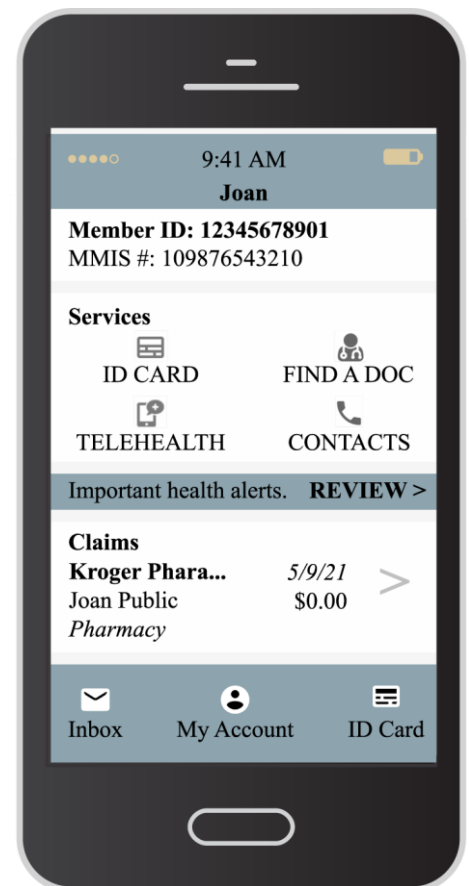 9:41 AM
Joan
Member ID: 12345678901
MMIS #: 109876543210
Services
ID CARD FIND A DOC
TELEHEALTH CONTACTS
Important health alerts. REVIEW >
Claims
Kroger Phara... 5/9/21 >
Joan Public $0.00
Pharmacy
Inbox My Account ID Card